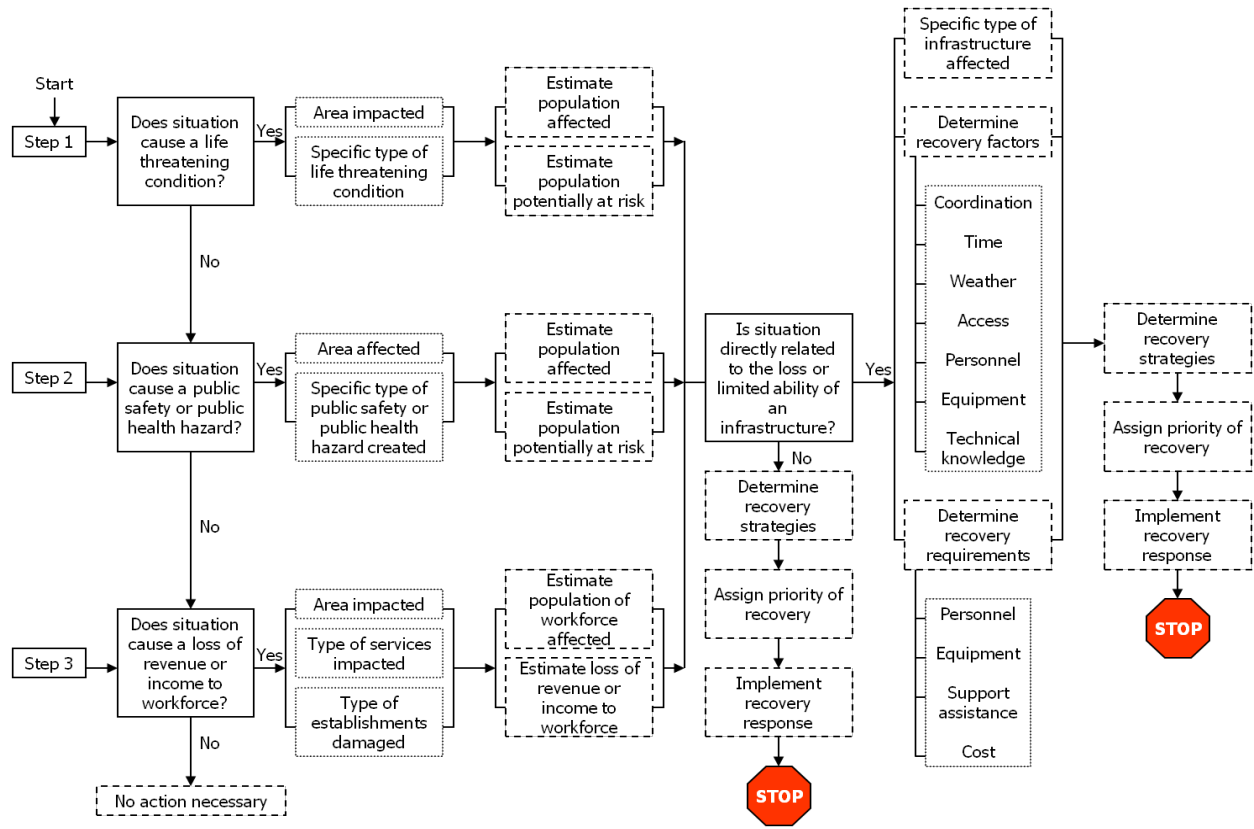 Start
Step 1
Does situation
cause a life
threatening
condition?
Yes
Area impacted
Specific type of
life threatening
condition
Estimate
population
affected
Estimate
population
potentially at risk
No
Step 2
Does situation
cause a public
safety or public
health hazard?
Yes
Area affected
Specific type of
public safety or
public health
hazard created
Estimate
population
affected
Estimate
population
potentially at risk
No
Step 3
Does situation
cause a loss of
revenue or
income to
workforce?
Yes
Area impacted
Type of services
impacted
Type of
establishments
damaged
Estimate
population of
workforce
affected
Estimate loss of
revenue or
income to
workforce
No
No action necessary
Is situation
directly related
to the loss or
limited ability of
an
infrastructure?
No
Determine
recovery
strategies
Assign priority of
recovery
Implement
recovery
response
STOP
Yes
Specific type of
infrastructure
affected
Determine
recovery factors
Coordination
Time
Weather
Access
Personnel
Equipment
Technical
knowledge
Determine
recovery
requirements
Personnel
Equipment
Support
assistance
Cost
Determine
recovery
strategies
Assign priority of
recovery
Implement
recovery
response
STOP